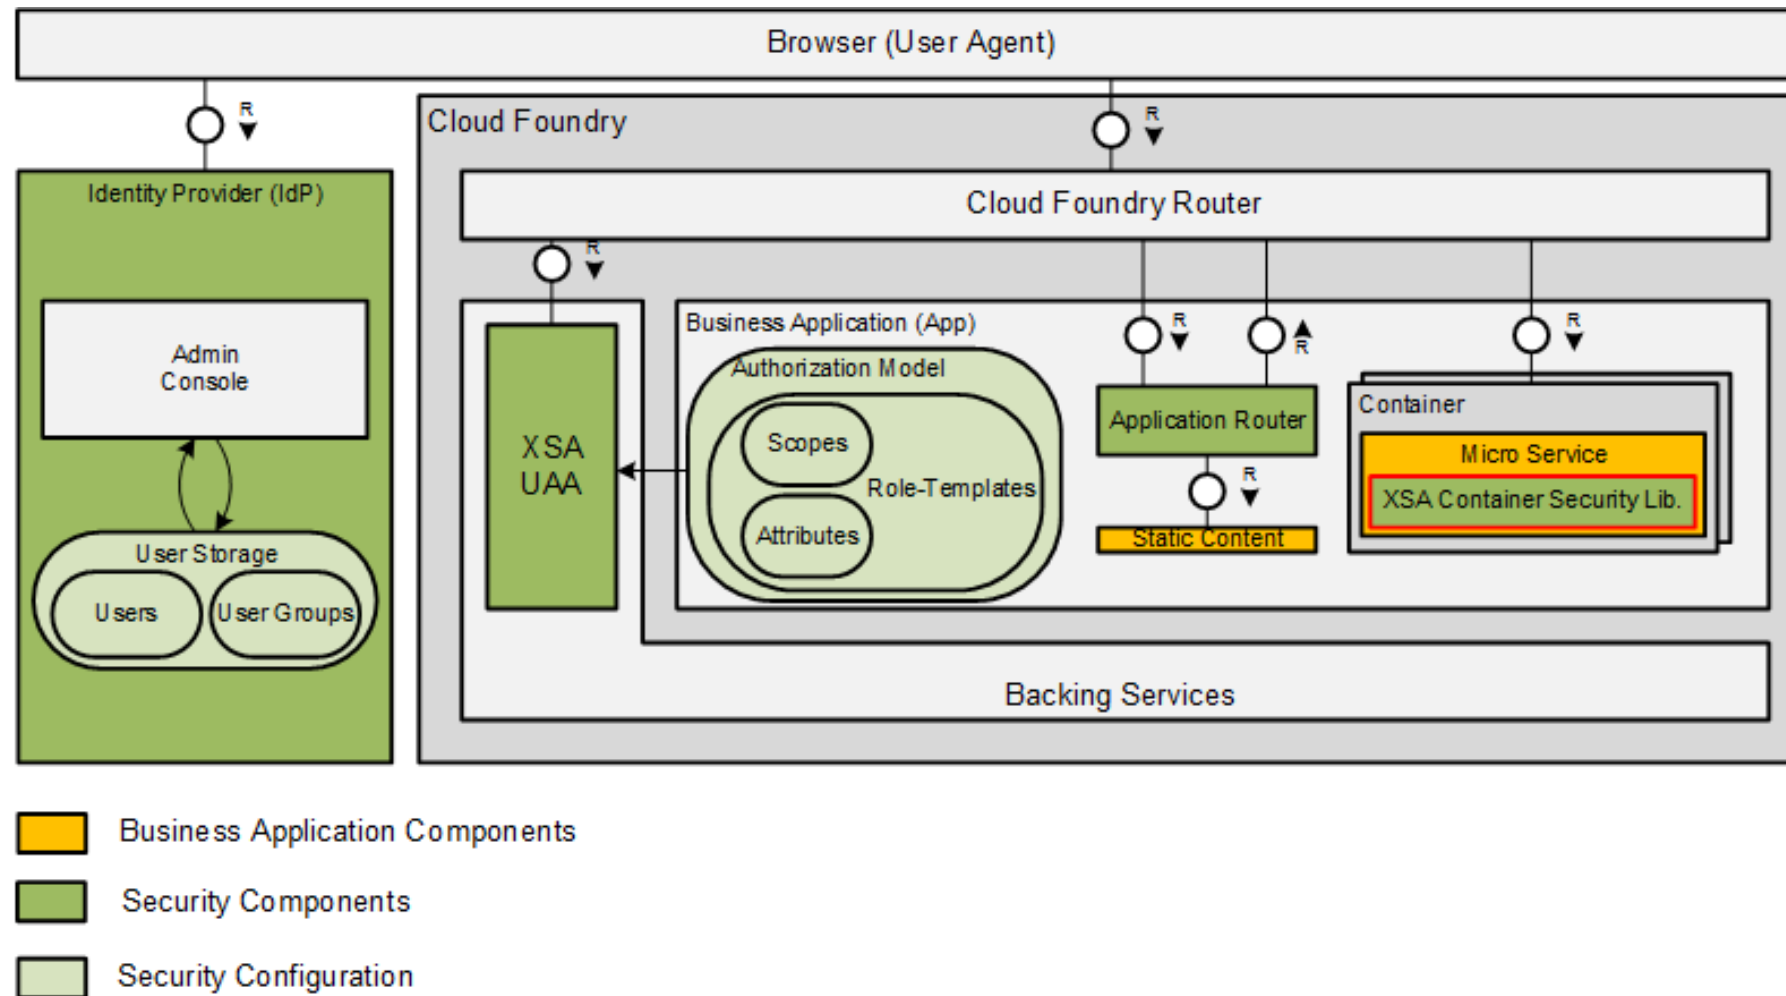 Browser (User Agent)
R
R
Cloud Foundry
Identity Provider (IdP)
Cloud Foundry Router
R
Admin
Console
Business Application (App)
R
R
R
Authorization Model
Scopes
Role-Templates
Attributes
Application Router
R
Static Content
Container
Micro Service
XSA Container Security Lib.
XSA
UAA
User Storage
Users
User Groups
Backing Services
Business Application Components
Security Components
Security Configuration